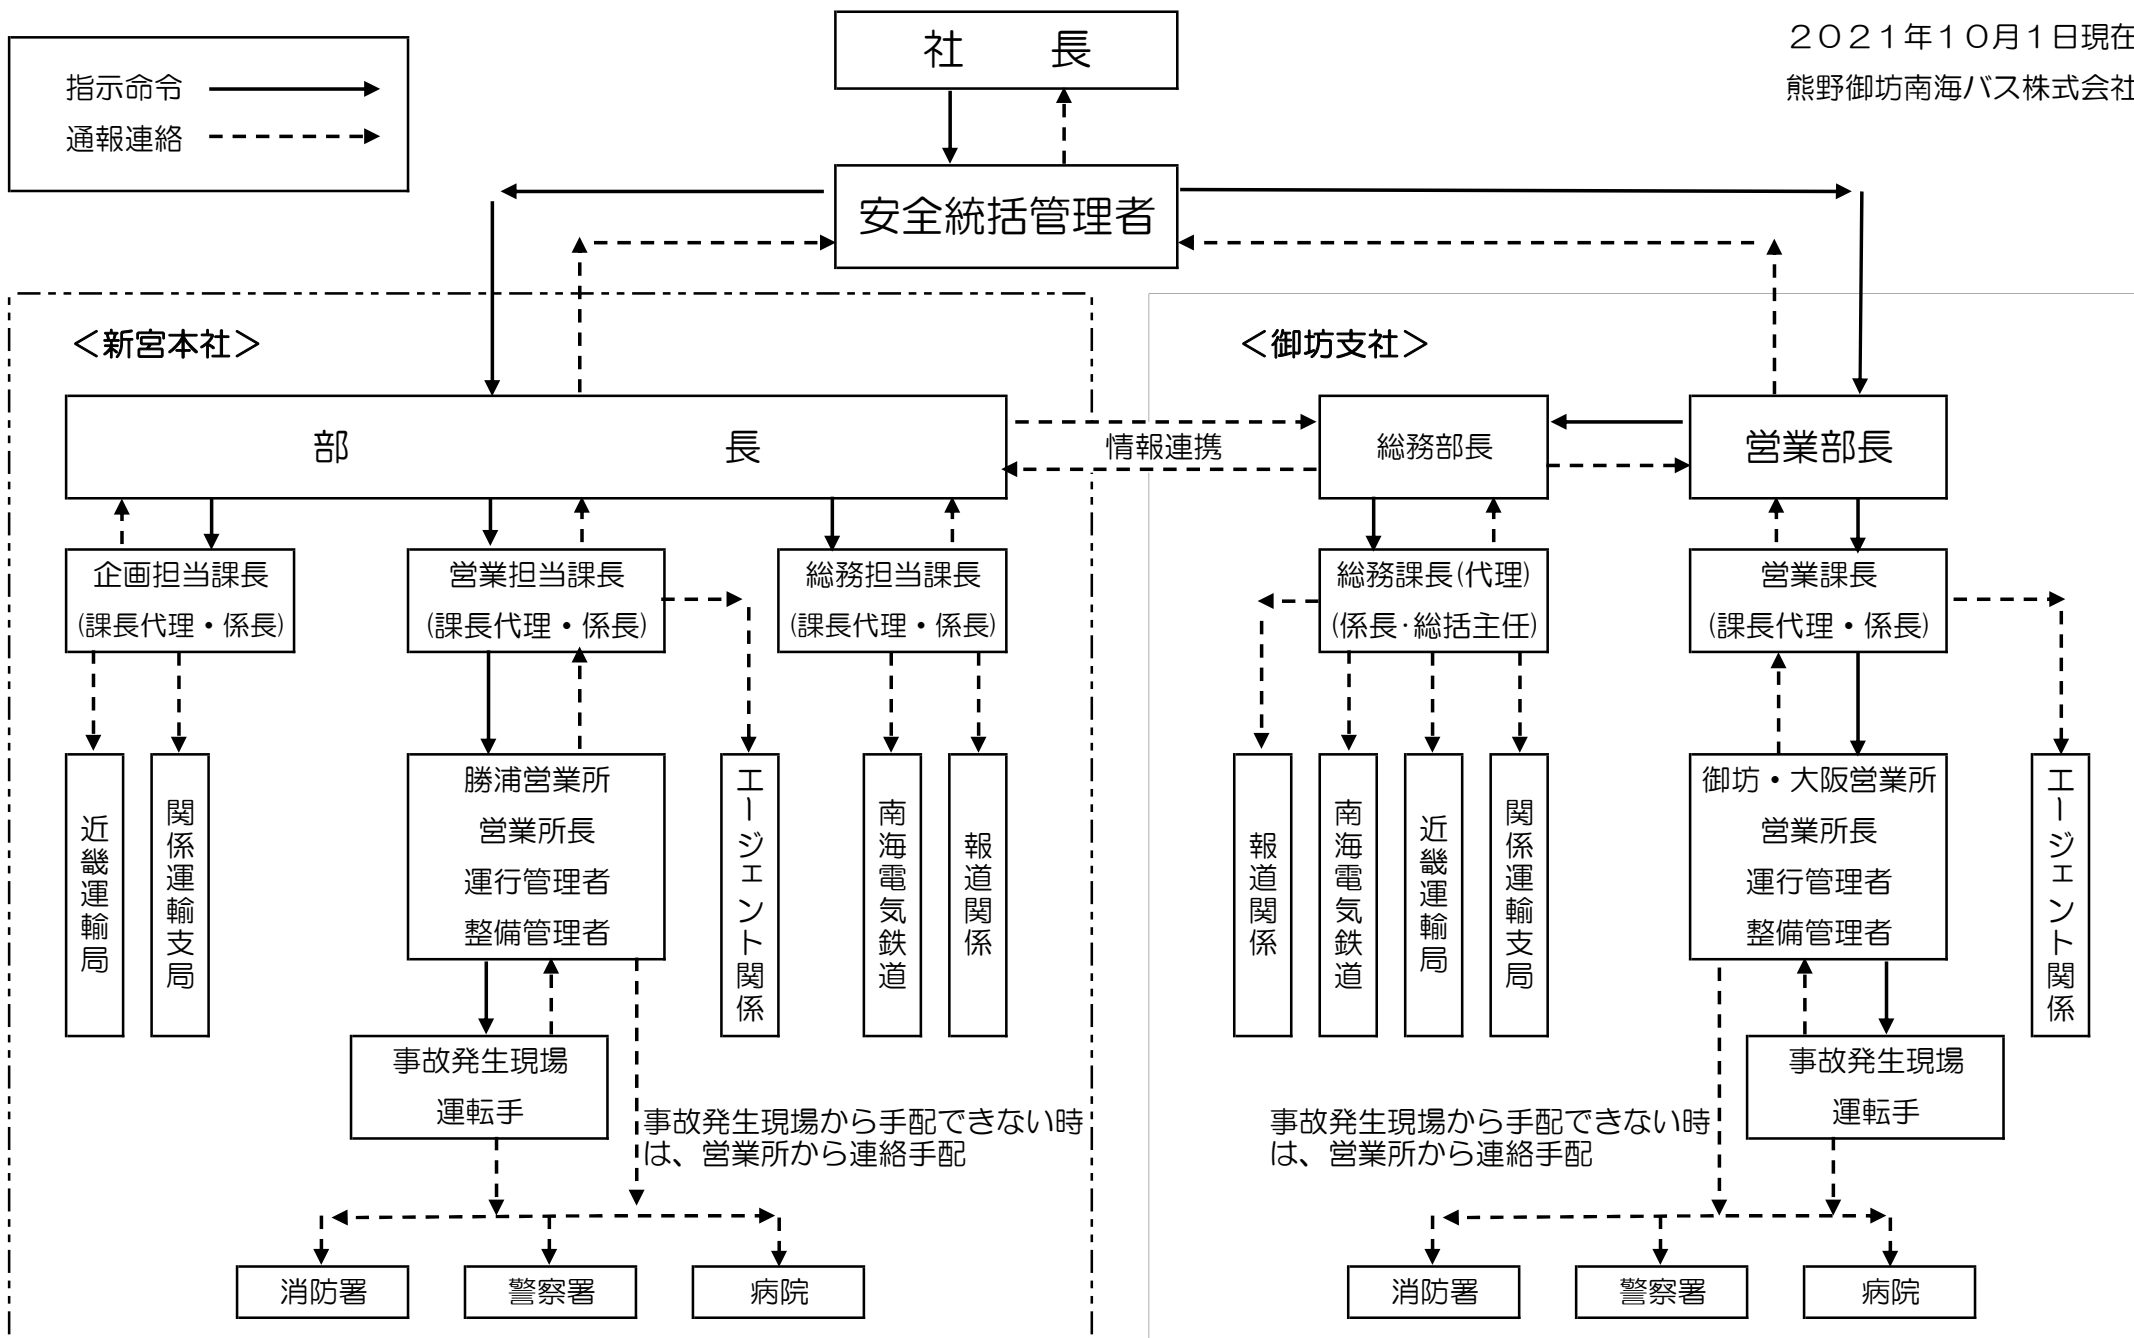 社　　長
２０２１年１０月１日現在
熊野御坊南海バス株式会社
指示命令
通報連絡
安全統括管理者
＜新宮本社＞
部　　　　長
企画担当課長
(課長代理・係長)
営業担当課長
(課長代理・係長)
総務担当課長
(課長代理・係長)
近畿運輸局
関係運輸支局
勝浦営業所
営業所長
運行管理者
整備管理者
エージェント関係
南海電気鉄道
報道関係
事故発生現場
運転手
事故発生現場から手配できない時
は、営業所から連絡手配
消防署
警察署
病院
情報連携
＜御坊支社＞
総務部長
営業部長
総務課長(代理)
(係長･総括主任)
営業課長
(課長代理・係長)
報道関係
南海電気鉄道
近畿運輸局
関係運輸支局
御坊・大阪営業所
営業所長
運行管理者
整備管理者
エージェント関係
事故発生現場
運転手
事故発生現場から手配できない時
は、営業所から連絡手配
消防署
警察署
病院